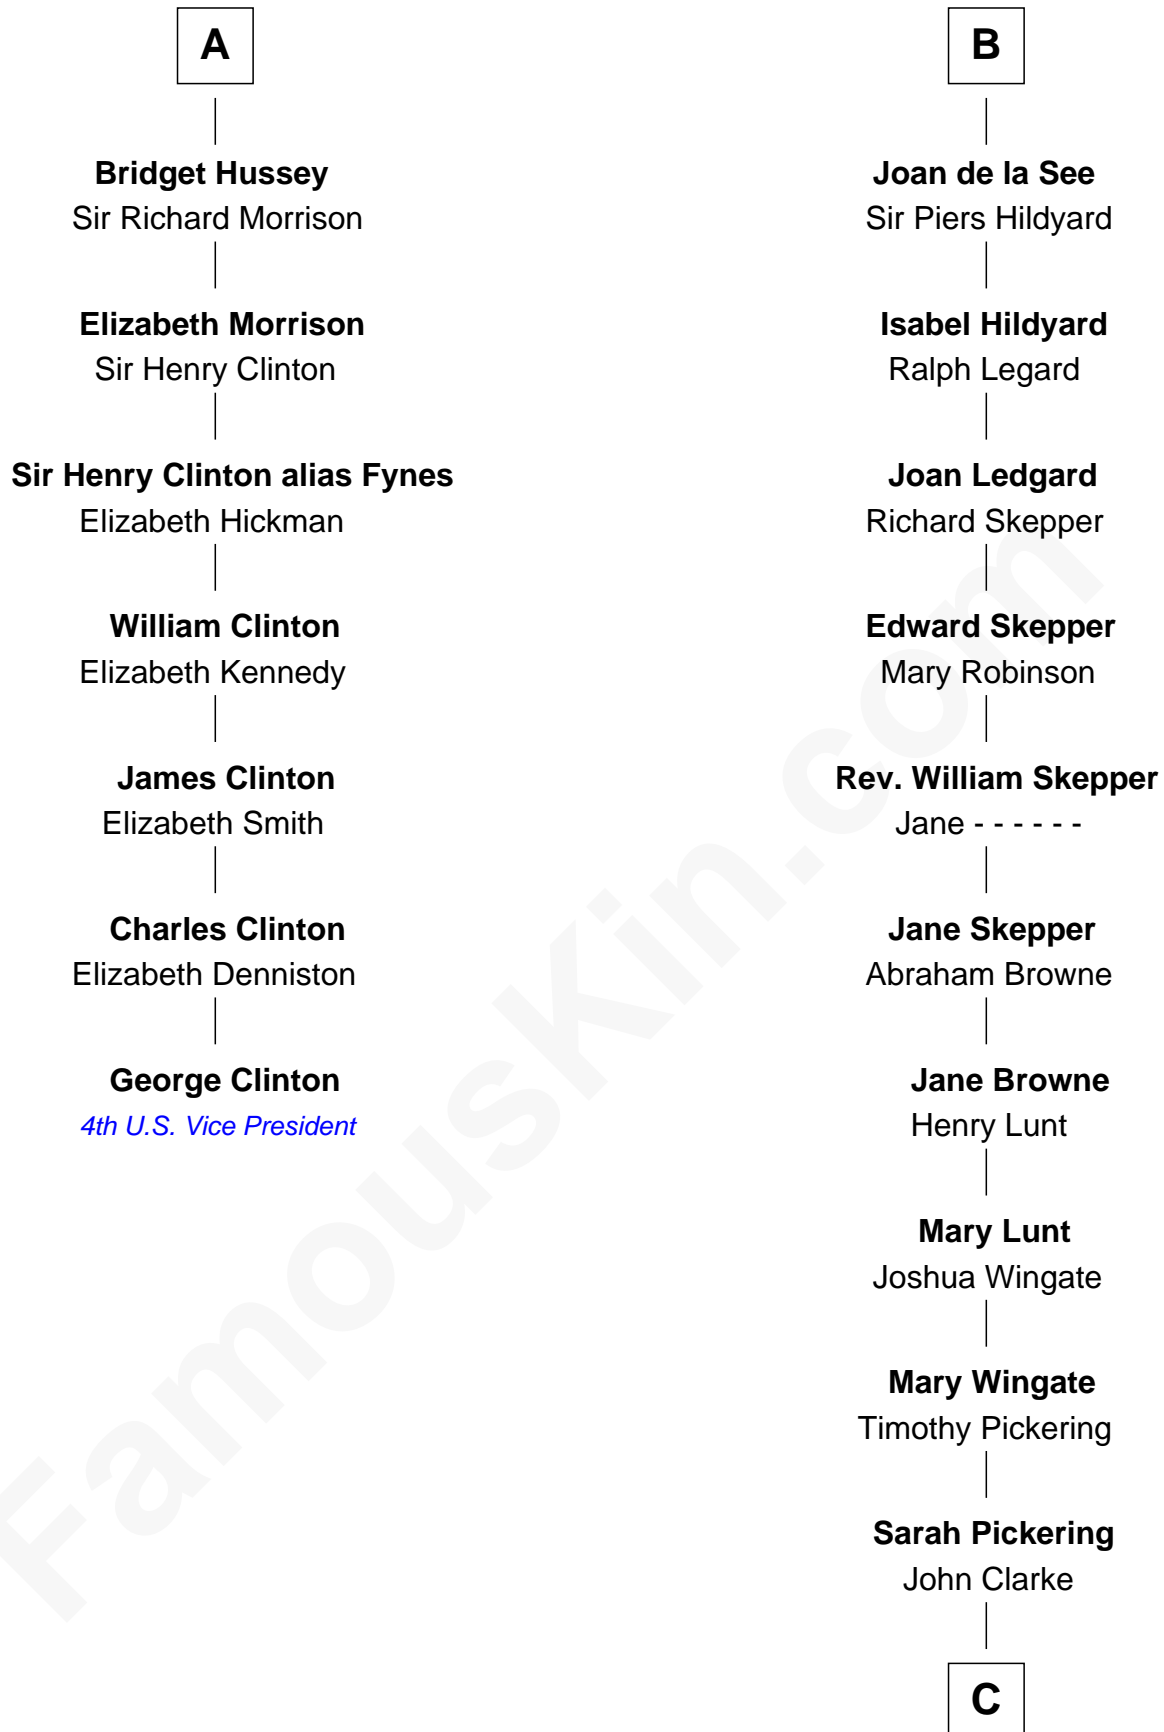 A
Bridget Hussey
Sir Richard Morrison
Elizabeth Morrison
Sir Henry Clinton
Sir Henry Clinton alias Fynes
Elizabeth Hickman
William Clinton
Elizabeth Kennedy
James Clinton
Elizabeth Smith
Charles Clinton
Elizabeth Denniston
George Clinton
4th U.S. Vice President
B
Joan de la See
Sir Piers Hildyard
Isabel Hildyard
Ralph Legard
Joan Ledgard
Richard Skepper
Edward Skepper
Mary Robinson
Rev. William Skepper
Jane - - - - - -
Jane Skepper
Abraham Browne
Jane Browne
Henry Lunt
Mary Lunt
Joshua Wingate
Mary Wingate
Timothy Pickering
Sarah Pickering
John Clarke
C
FamousKin.com